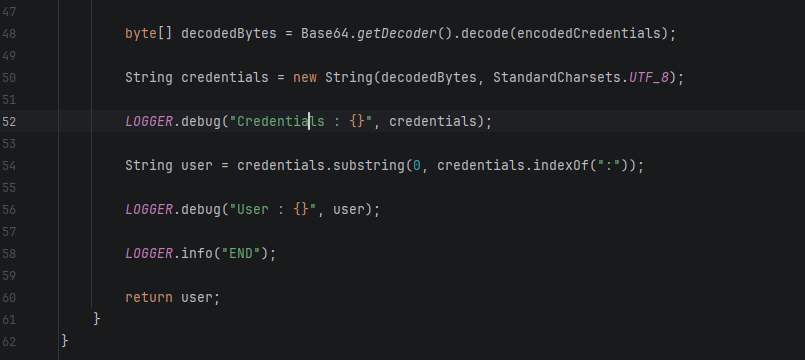 47
48 byte[] decodedBytes = Base64.getDecoder().decode(encodedCredentials);
49
50 String credentials = new String(decodedBytes, StandardCharsets.UTF_8);
51
52 LOGGER.debug("Credentials : {}", credentials);
53
54 String user = credentials.substring(0, credentials.indexOf(":"));
55
56 LOGGER.debug("User : {}", user);
57
58 LOGGER.info("END");
59
60 return user;
61 }
62 }